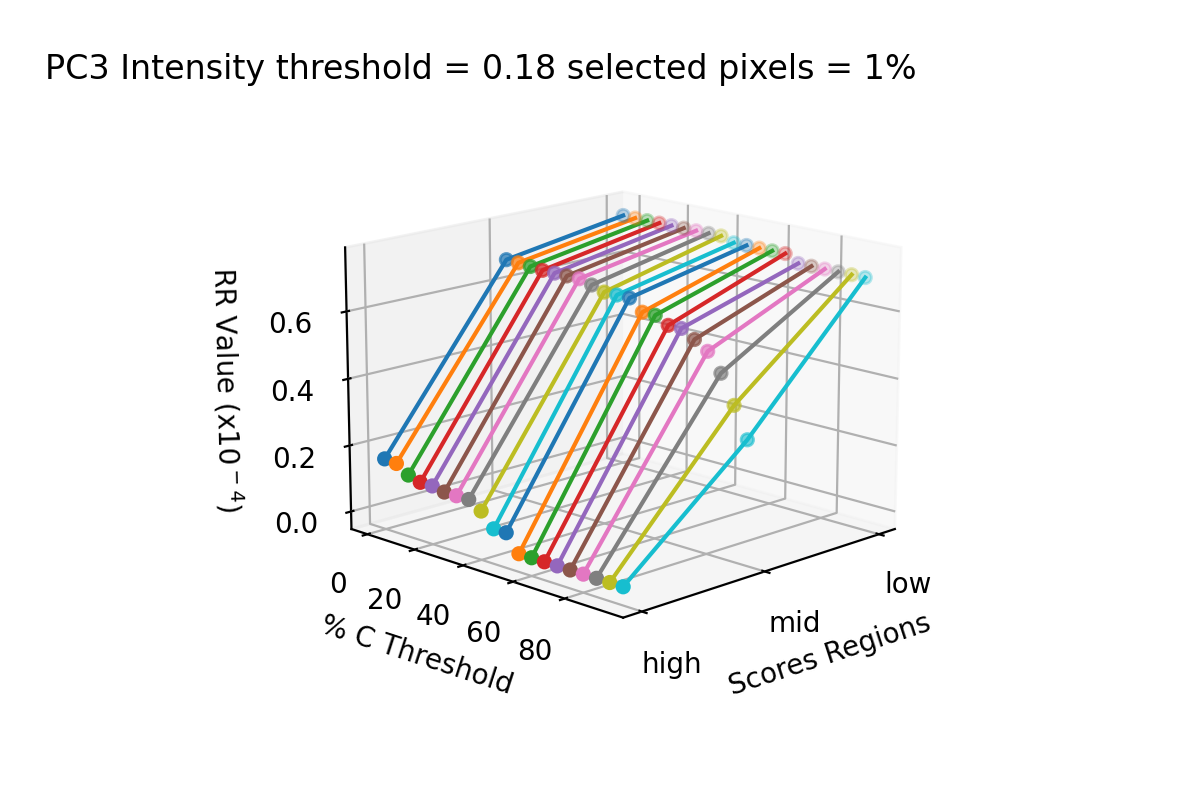 PC3 Intensity threshold = 0.18 selected pixels = 1%
RR Value (x10⁻⁴)
0.6
0.4
0.2
0.0
0
20
40
60
80
% C Threshold
high
mid
low
Scores Regions